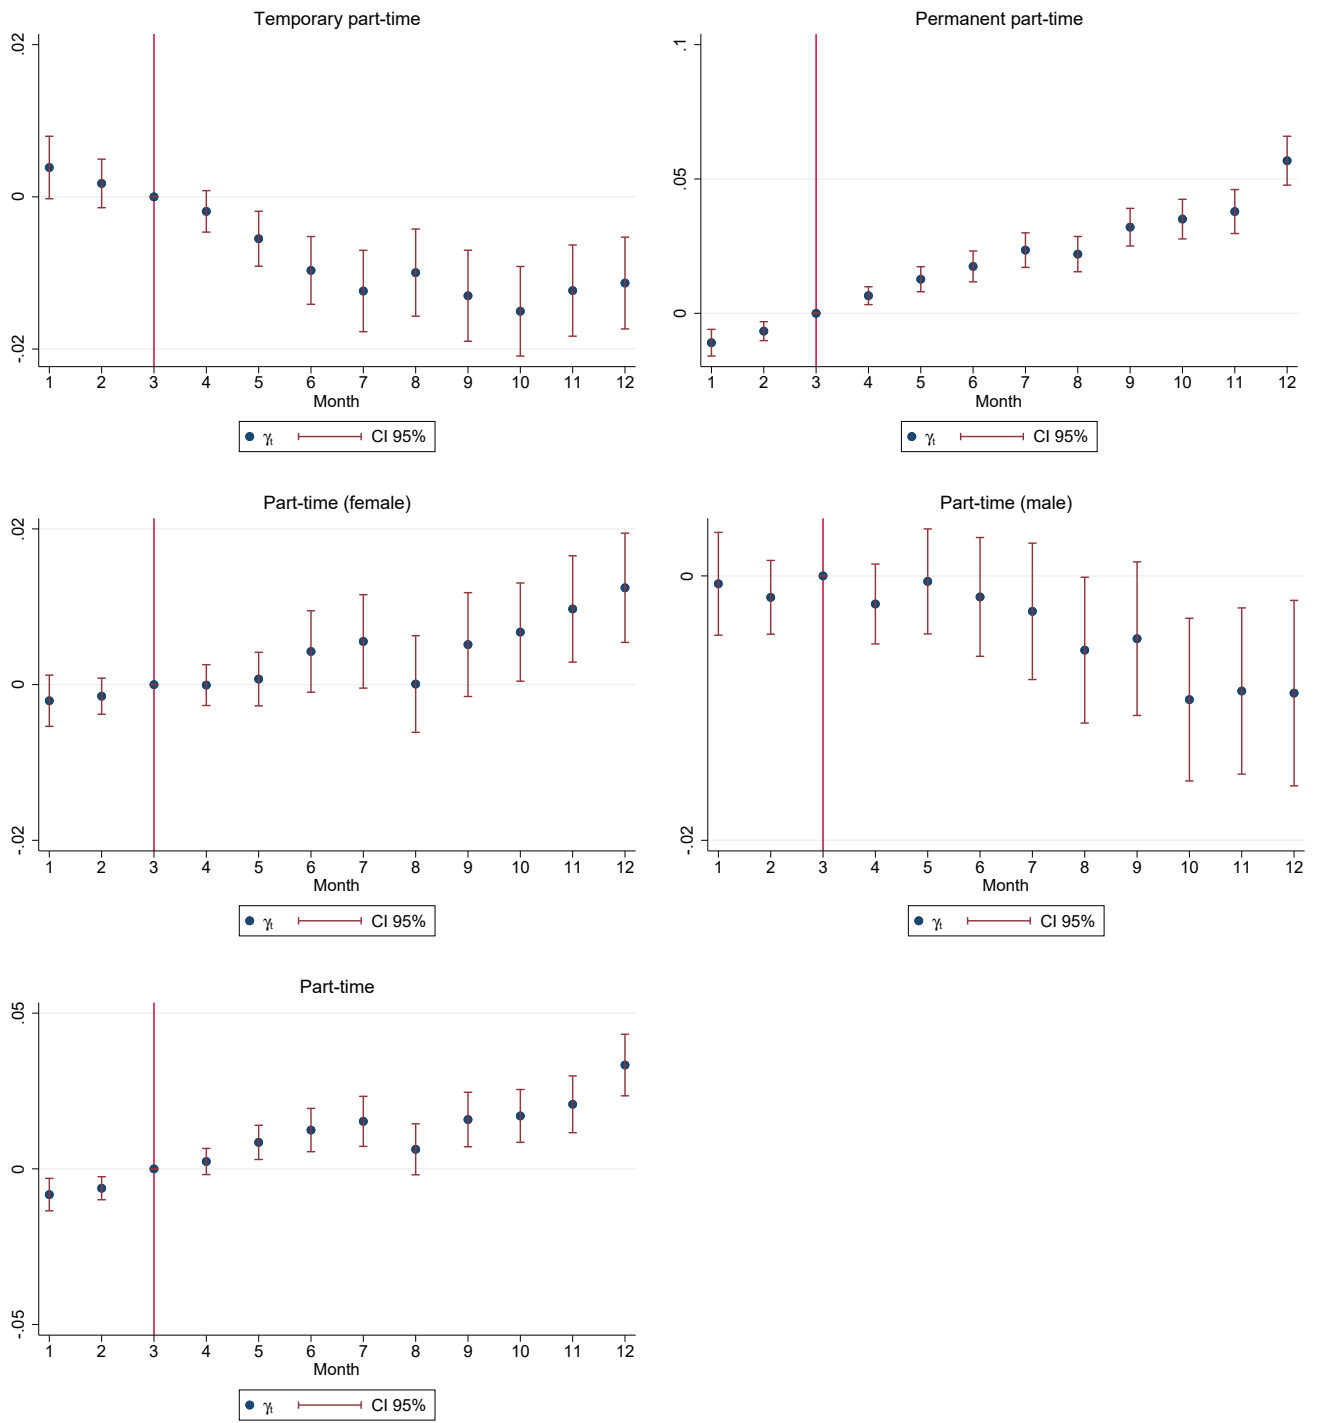 Temporary part-time
.02
0
-.02
1 2 3 4 5 6 7 8 9 10 11 12
Month
γt CI 95%
Permanent part-time
.1
.05
0
1 2 3 4 5 6 7 8 9 10 11 12
Month
γt CI 95%
Part-time (female)
.02
0
-.02
1 2 3 4 5 6 7 8 9 10 11 12
Month
γt CI 95%
Part-time (male)
0
-.02
1 2 3 4 5 6 7 8 9 10 11 12
Month
γt CI 95%
Part-time
.05
0
-.05
1 2 3 4 5 6 7 8 9 10 11 12
Month
γt CI 95%